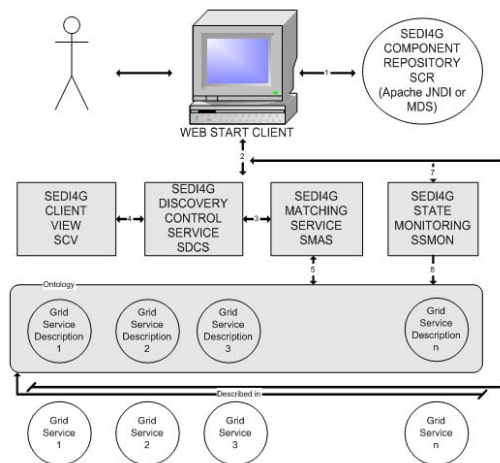 SEDI4G
COMPONENT
REPOSITORY
SCR
(Apache JNDI or
MDS)
1
WEB START CLIENT
2
7
SEDI4G
CLIENT
VIEW
SCV
4
SEDI4G
DISCOVERY
CONTROL
SERVICE
SDCS
3
SEDI4G
MATCHING
SERVICE
SMAS
SEDI4G
STATE
MONITORING
SSMON
5
8
Ontology
Grid
Service
Description
1
Grid
Service
Description
2
Grid
Service
Description
3
Grid
Service
Description
n
Described in
Grid
Service
1
Grid
Service
2
Grid
Service
3
Grid
Service
n